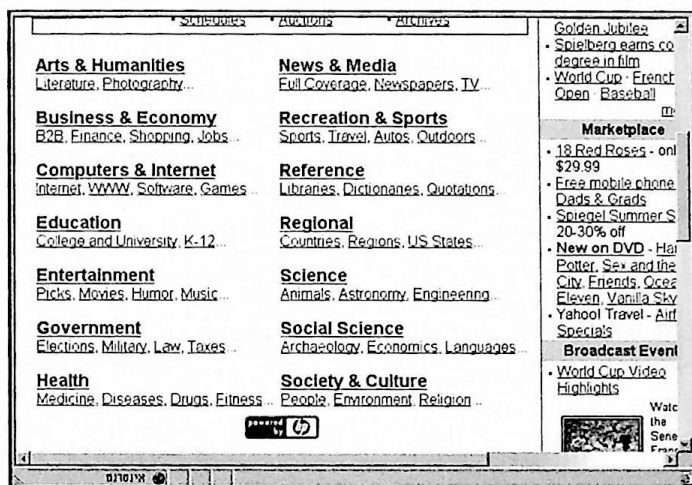 · Schedules · Auctions · Archives
Arts & Humanities
Literature, Photography...
News & Media
Full Coverage, Newspapers, TV...
Business & Economy
B2B, Finance, Shopping, Jobs...
Recreation & Sports
Sports, Travel, Autos, Outdoors...
Computers & Internet
Internet, WWW, Software, Games...
Reference
Libraries, Dictionaries, Quotations...
Education
College and University, K-12...
Regional
Countries, Regions, US States...
Entertainment
Picks, Movies, Humor, Music...
Science
Animals, Astronomy, Engineering...
Government
Elections, Military, Law, Taxes...
Social Science
Archaeology, Economics, Languages...
Health
Medicine, Diseases, Drugs, Fitness...
Society & Culture
People, Environment, Religion...
powered by hp
Golden Jubilee
· Spielberg earns co
degree in film
· World Cup · French
Open · Baseball
Marketplace
· 18 Red Roses - onl
$29.99
· Free mobile phone
Dads & Grads
· Spiegel Summer S
20-30% off
· New on DVD - Har
Potter, Sex and the
City, Friends, Ocea
Eleven, Vanilla Sky
· Yahoo! Travel - Airf
Specials
Broadcast Event
· World Cup Video
Highlights
Watc
the
Sene
Franc
אינטרנט